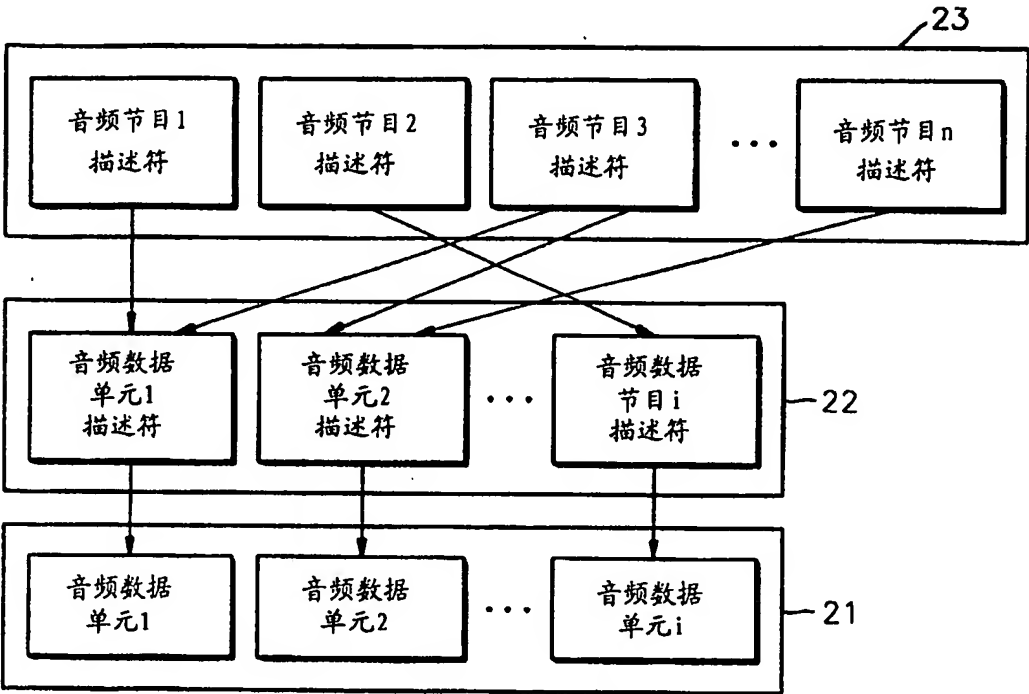 23
音频节目1
描述符
音频节目2
描述符
音频节目3
描述符
...
音频节目n
描述符
音频数据
单元1
描述符
音频数据
单元2
描述符
...
音频数据
节目i
描述符
22
音频数据
单元1
音频数据
单元2
...
音频数据
单元i
21